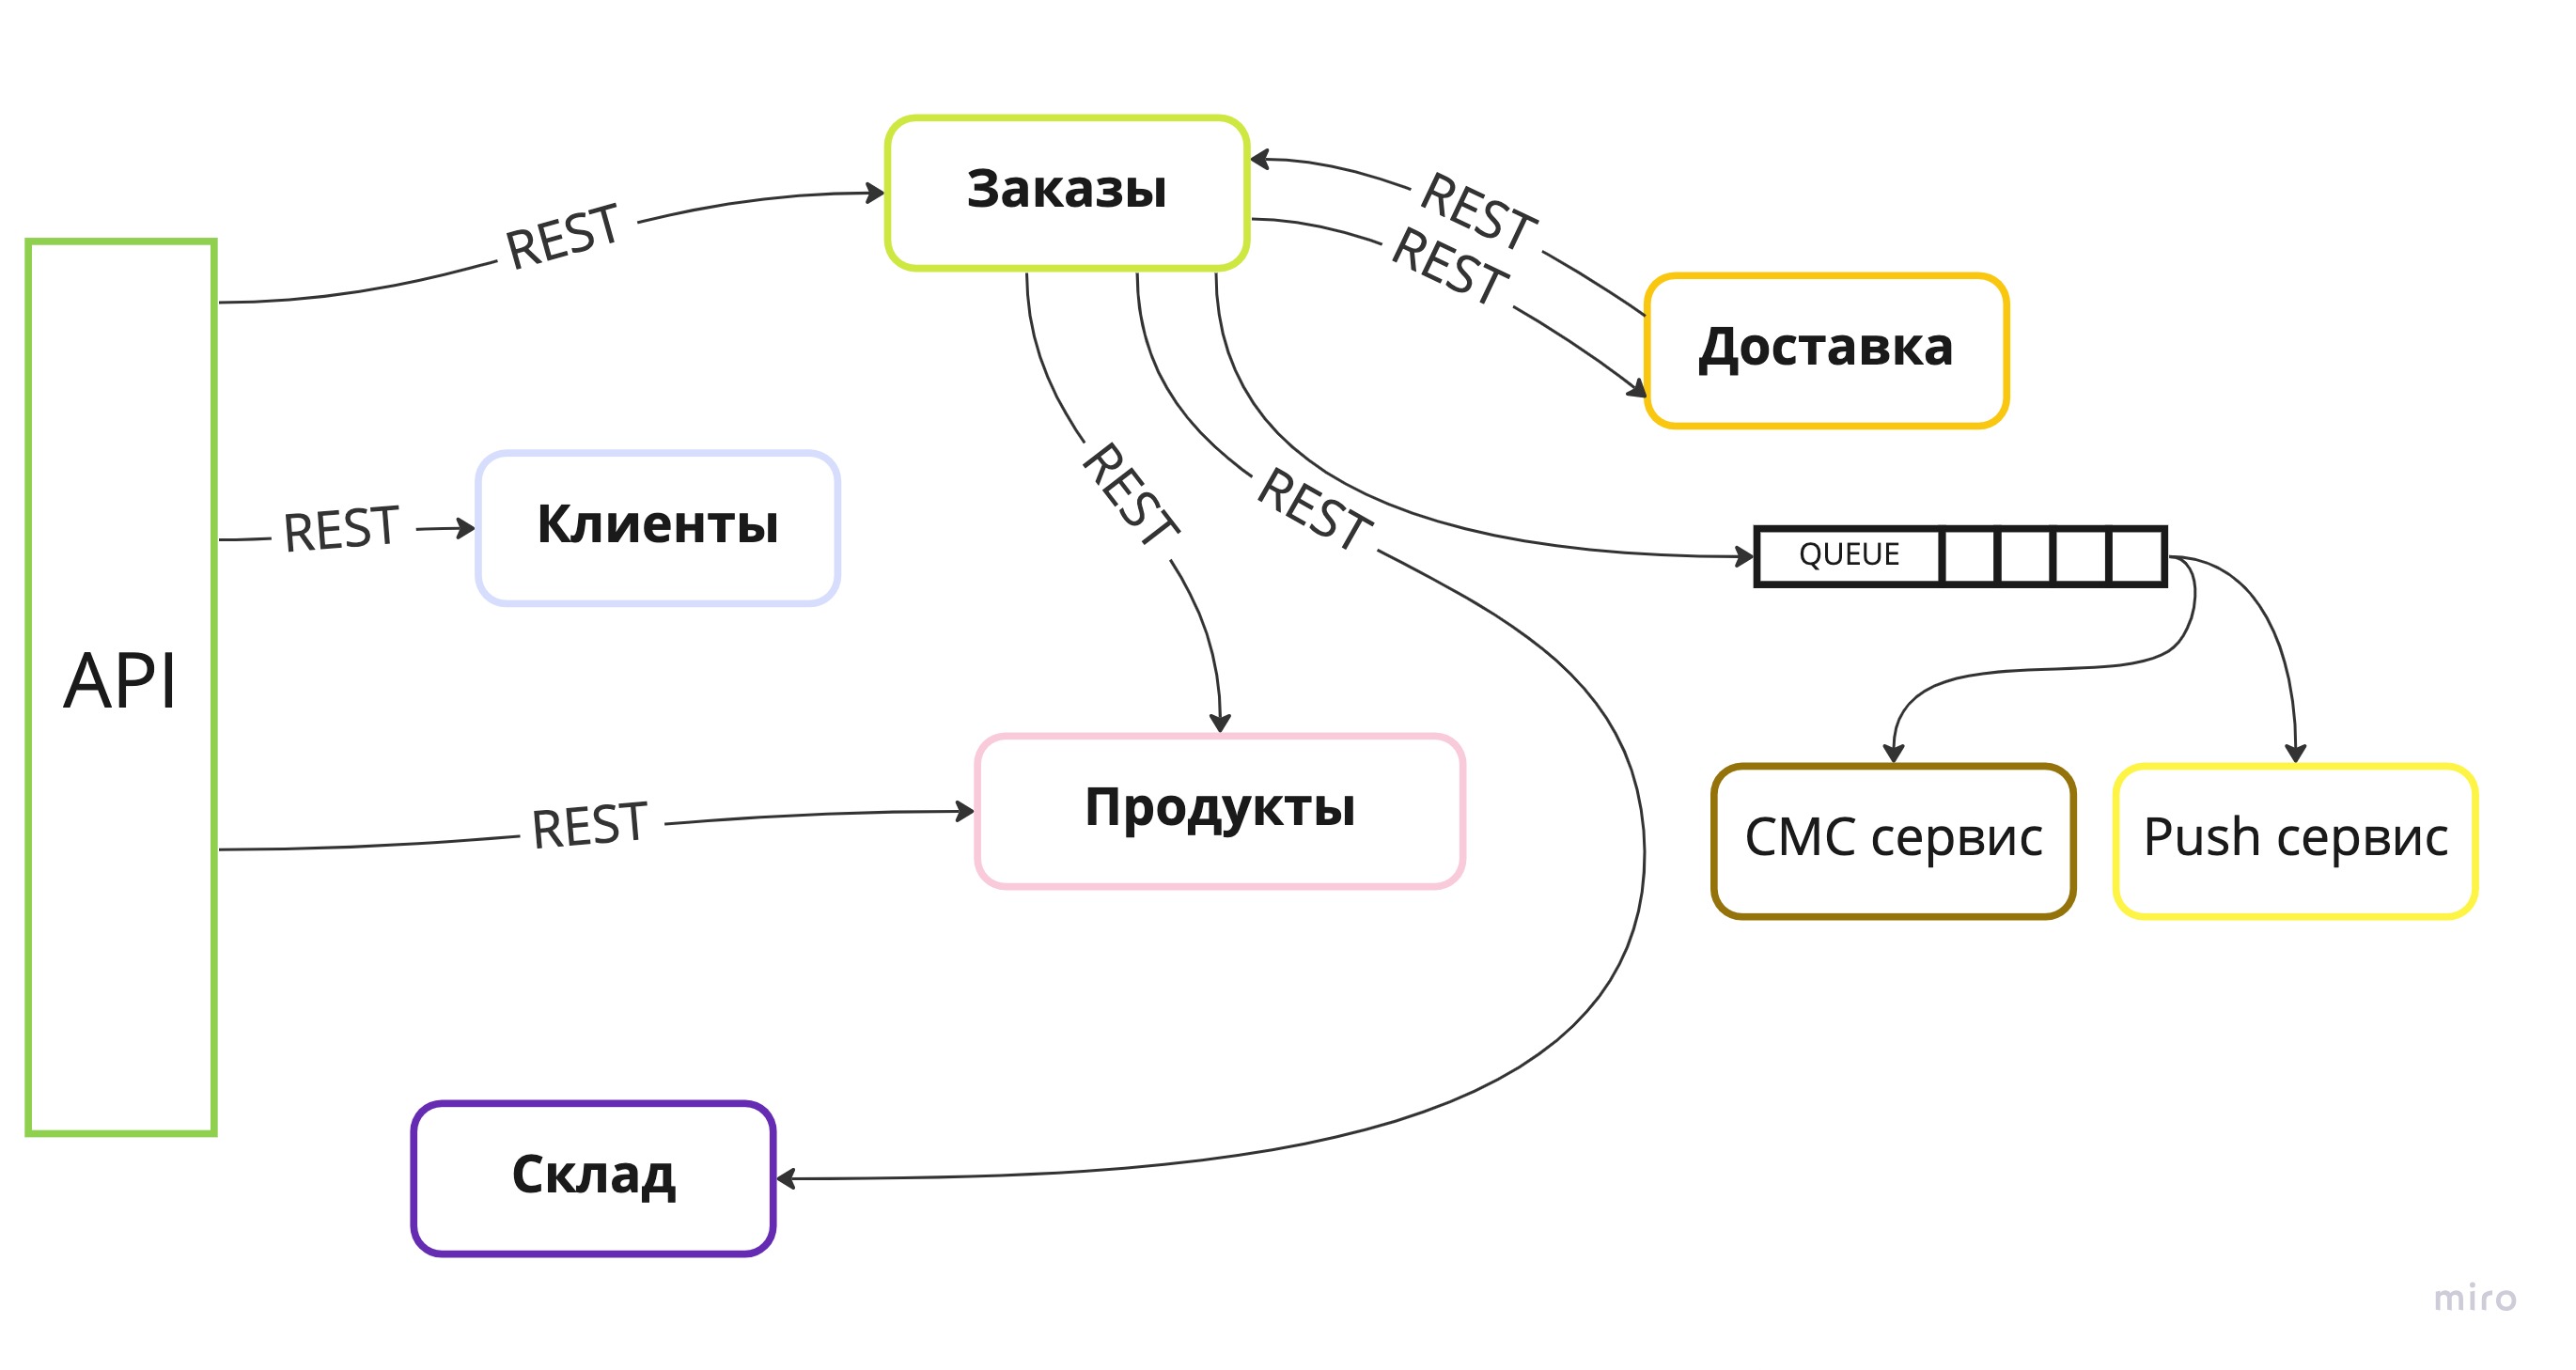 Заказы
REST
REST
REST
Доставка
Клиенты
REST
REST
REST
QUEUE
API
Продукты
REST
СМС сервис
Push сервис
Склад
miro